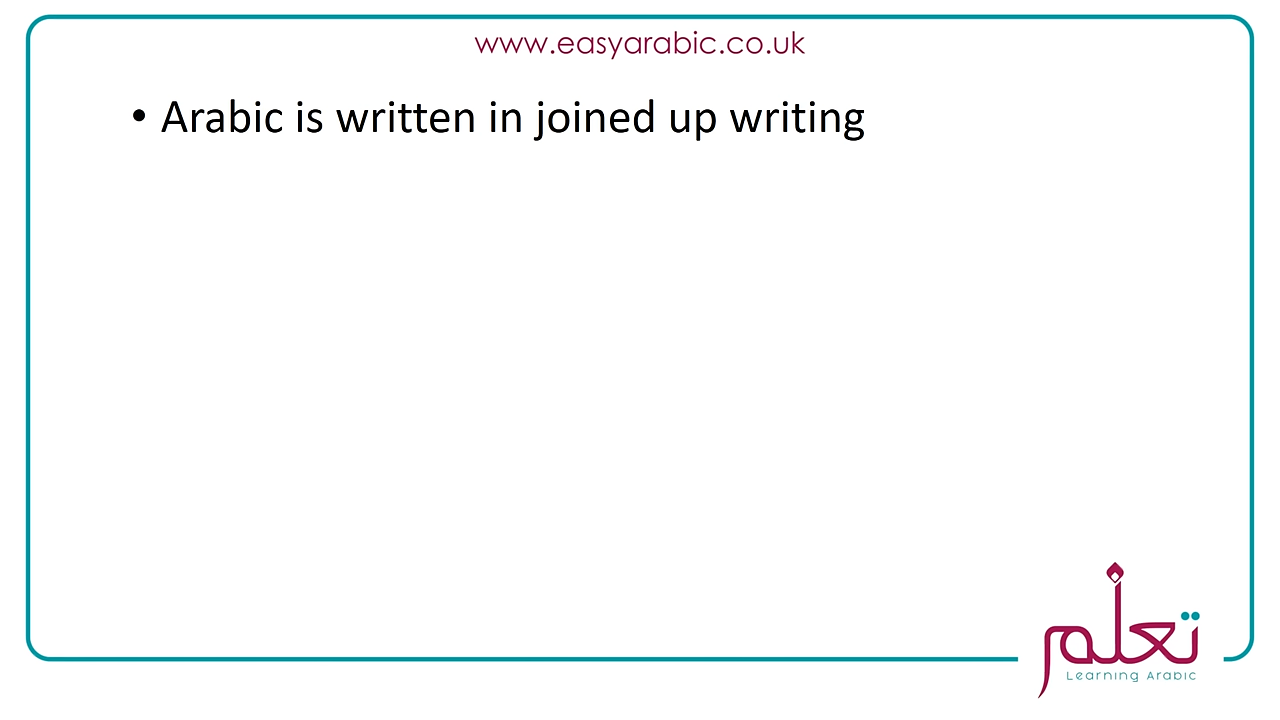 www.easyarabic.co.uk
• Arabic is written in joined up writing
تعلم
Learning Arabic